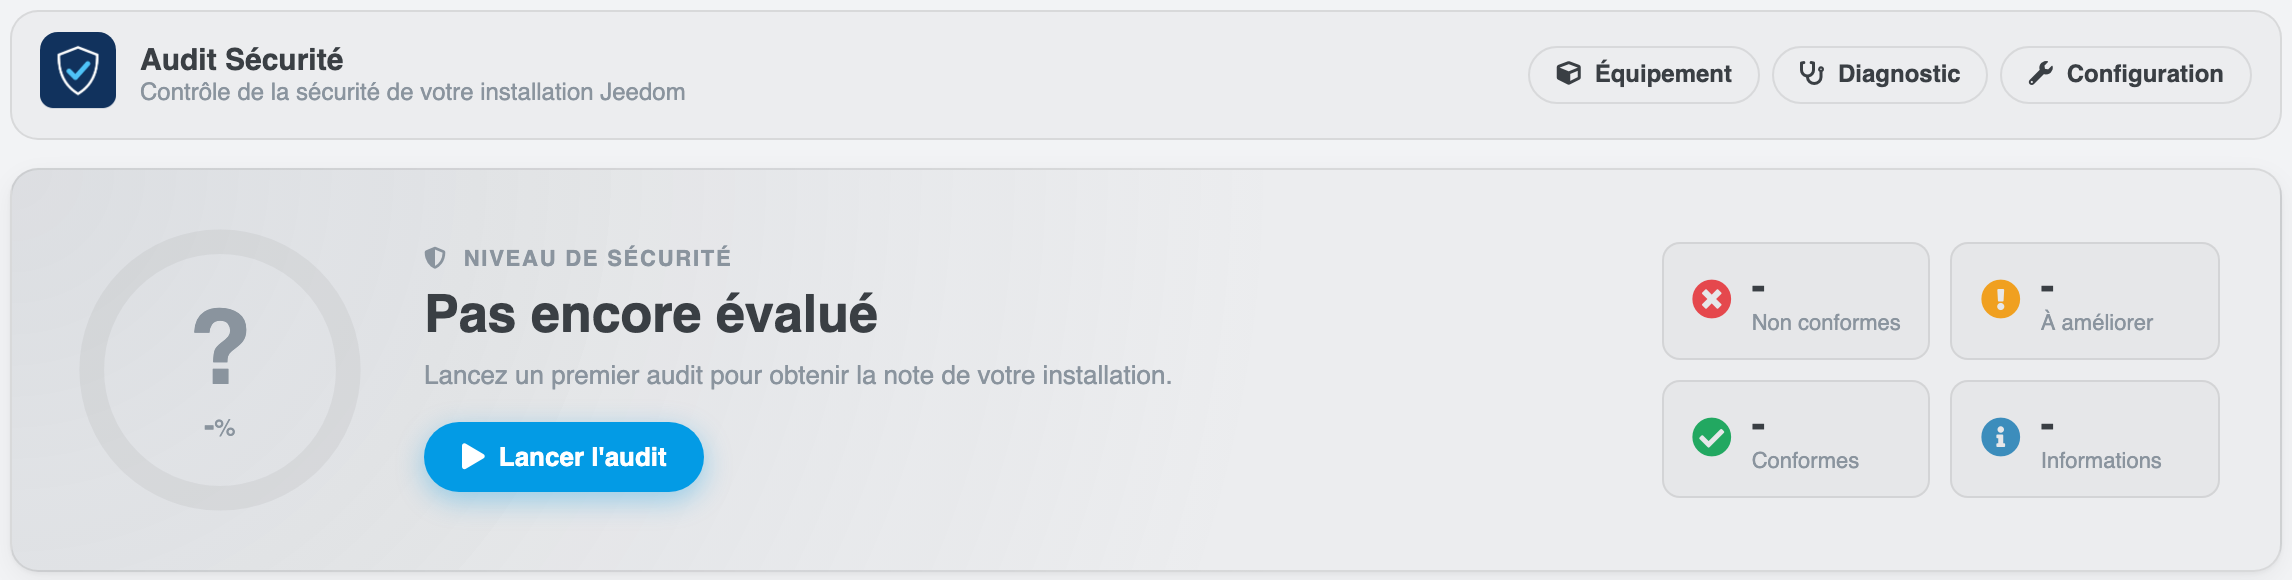 Audit Sécurité
Contrôle de la sécurité de votre installation Jeedom
Équipement
Diagnostic
Configuration
NIVEAU DE SÉCURITÉ
Pas encore évalué
Lancez un premier audit pour obtenir la note de votre installation.
Lancer l'audit
?
-%
-
Non conformes
-
À améliorer
-
Conformes
-
Informations